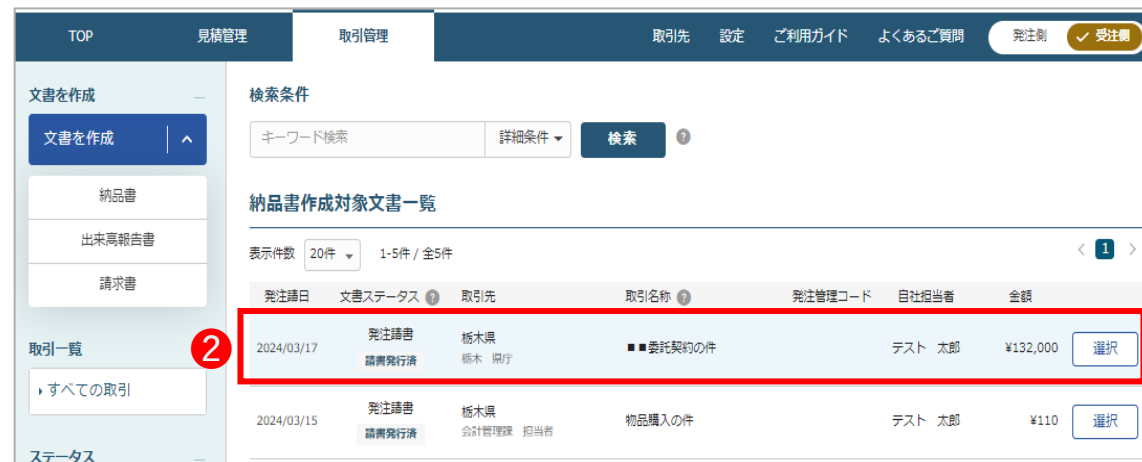 TOP 見積管理 取引管理 取引先 設定 ご利用ガイド よくあるご質問 発注側 受注側
文書を作成
文書を作成
納品書
出来高報告書
請求書
取引一覧
すべての取引
ステータス
検索条件
キーワード検索 詳細条件 検索 ?
納品書作成対象文書一覧
表示件数 20件 1-5件 / 全5件 < 1 >
発注請日 文書ステータス ? 取引先 取引名称 ? 発注管理コード 自社担当者 金額
2
2024/03/17 発注請書 請書発行済 栃木県 栃木 県庁 ■■委託契約の件 テスト 太郎 ¥132,000 選択
2024/03/15 発注請書 請書発行済 栃木県 会計管理課 担当者 物品購入の件 テスト 太郎 ¥110 選択